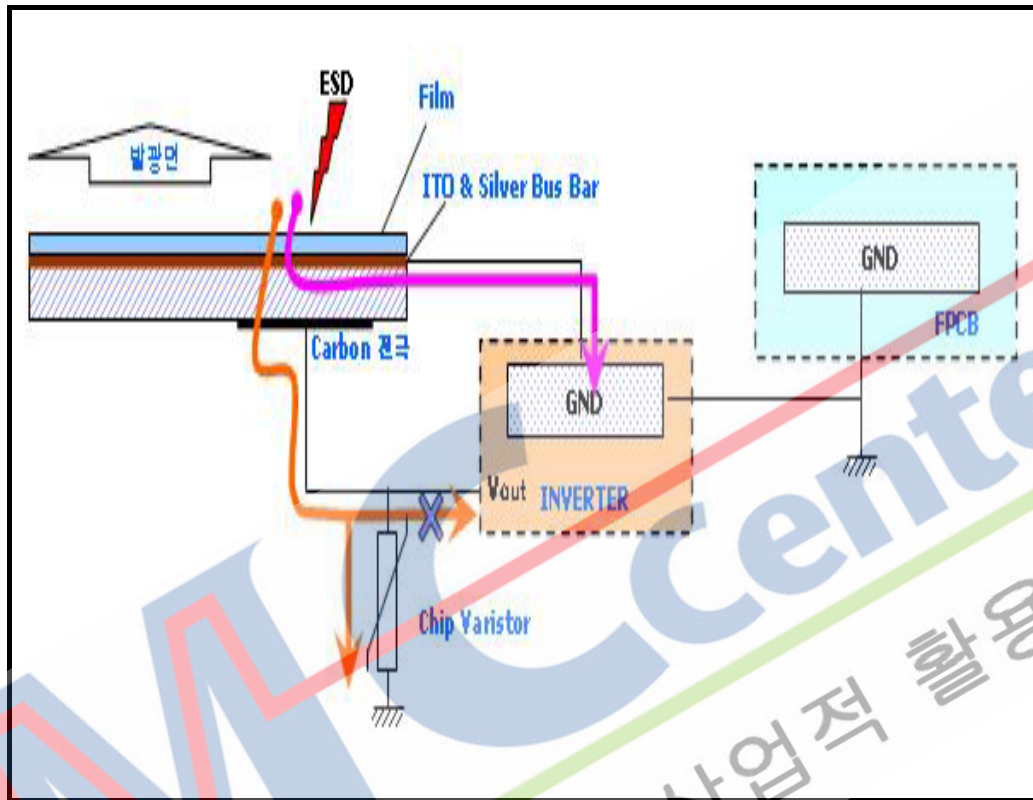 ESD
Film
발광면
ITO & Silver Bus Bar
GND
FPCB
Carbon 전극
GND
Vout
INVERTER
Chip Varistor
MCcente
산업적 활용